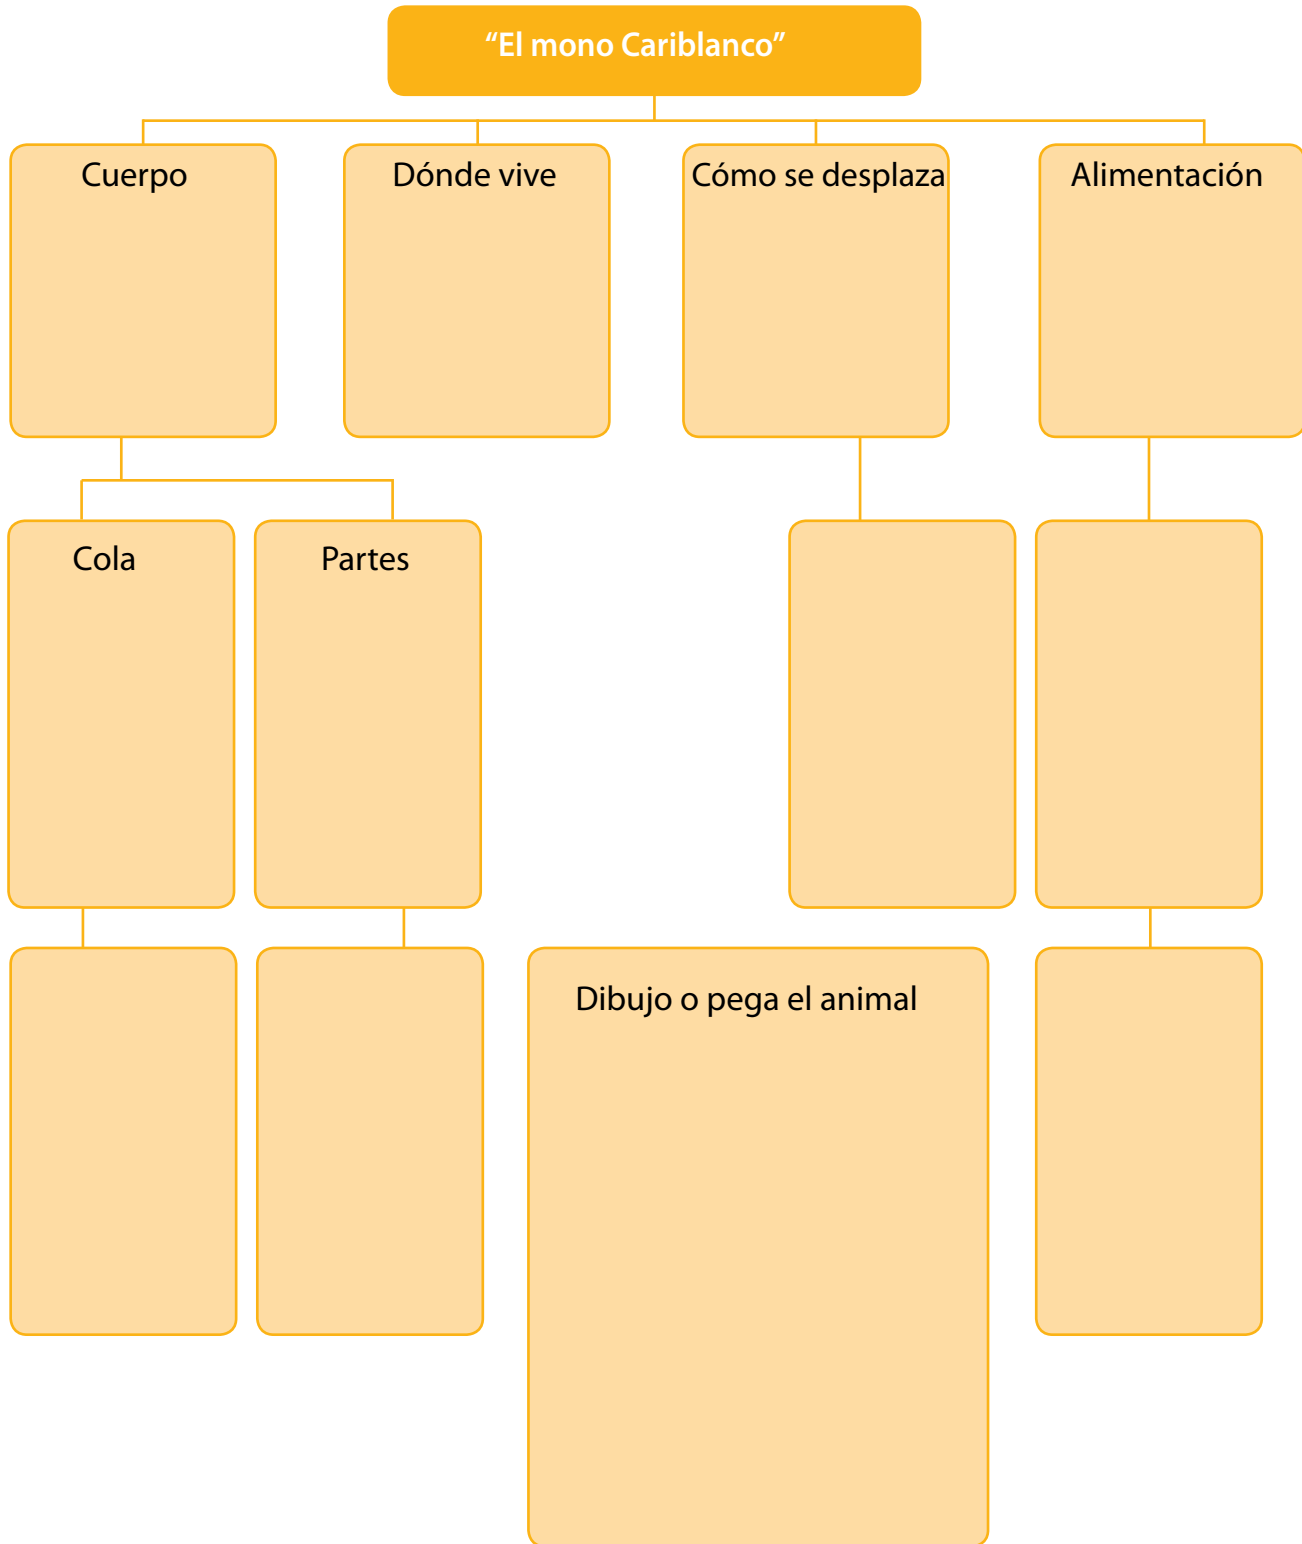 “El mono Cariblanco”
Cuerpo
Dónde vive
Cómo se desplaza
Alimentación
Cola
Partes
Dibujo o pega el animal